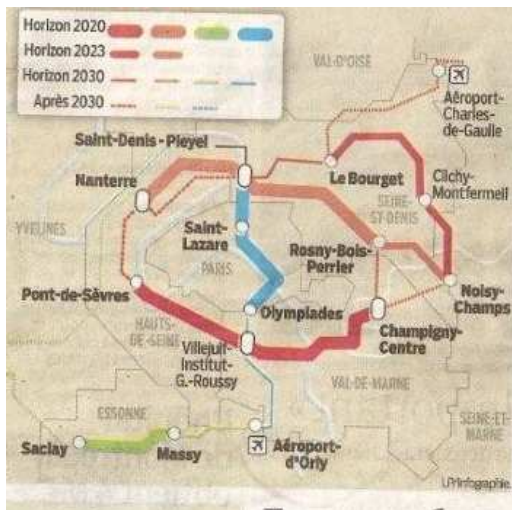 Horizon 2020
Horizon 2023
Horizon 2030
Après 2030
VAL-D'OISE
Aéroport-
Charles-
de-Gaulle
Saint-Denis-Pleyel
Nanterre
Le Bourget
Clichy-
Montfermeil
SEINE-
ST-DENIS
YVELINES
Saint-
Lazare
PARIS
Rosny-Bois-
Perrier
Pont-de-Sèvres
Olympiades
Noisy-
Champs
HAUTS-
DE-SEINE
Villejuif-
Institut-
G.-Roussy
Champigny-
Centre
VAL-DE-MARNE
ESSONNE
SEINE-ET-
MARNE
Saclay
Massy
Aéroport-
d'Orly
LP/Infographie.